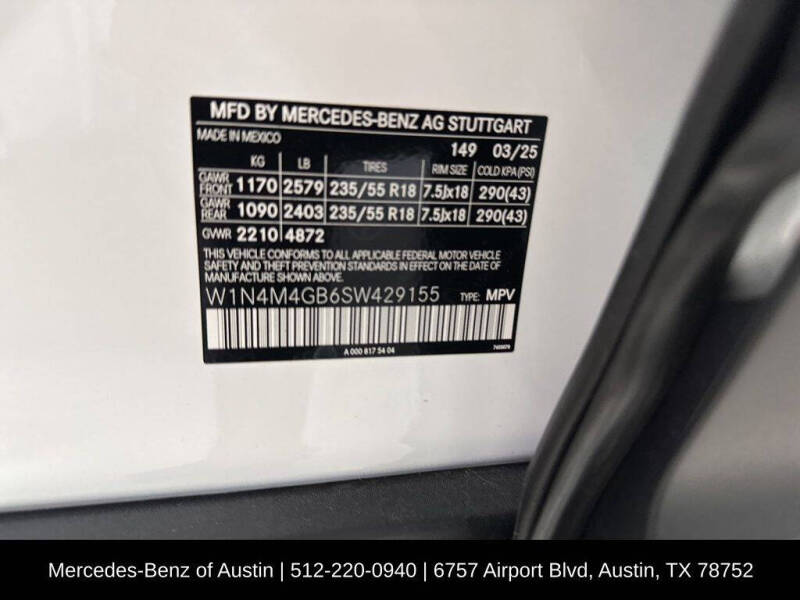 MFD BY MERCEDES-BENZ AG STUTTGART
MADE IN MEXICO
149 03/25
KG LB TIRES RIM SIZE COLD KPA (PSI)
GAWR FRONT 1170 2579 235/55 R18 7.5Jx18 290(43)
GAWR REAR 1090 2403 235/55 R18 7.5Jx18 290(43)
GVWR 2210 4872
THIS VEHICLE CONFORMS TO ALL APPLICABLE FEDERAL MOTOR VEHICLE
SAFETY AND THEFT PREVENTION STANDARDS IN EFFECT ON THE DATE OF
MANUFACTURE SHOWN ABOVE.
W1N4M4GB6SW429155 TYPE: MPV
A 000 817 54 04
Mercedes-Benz of Austin | 512-220-0940 | 6757 Airport Blvd, Austin, TX 78752